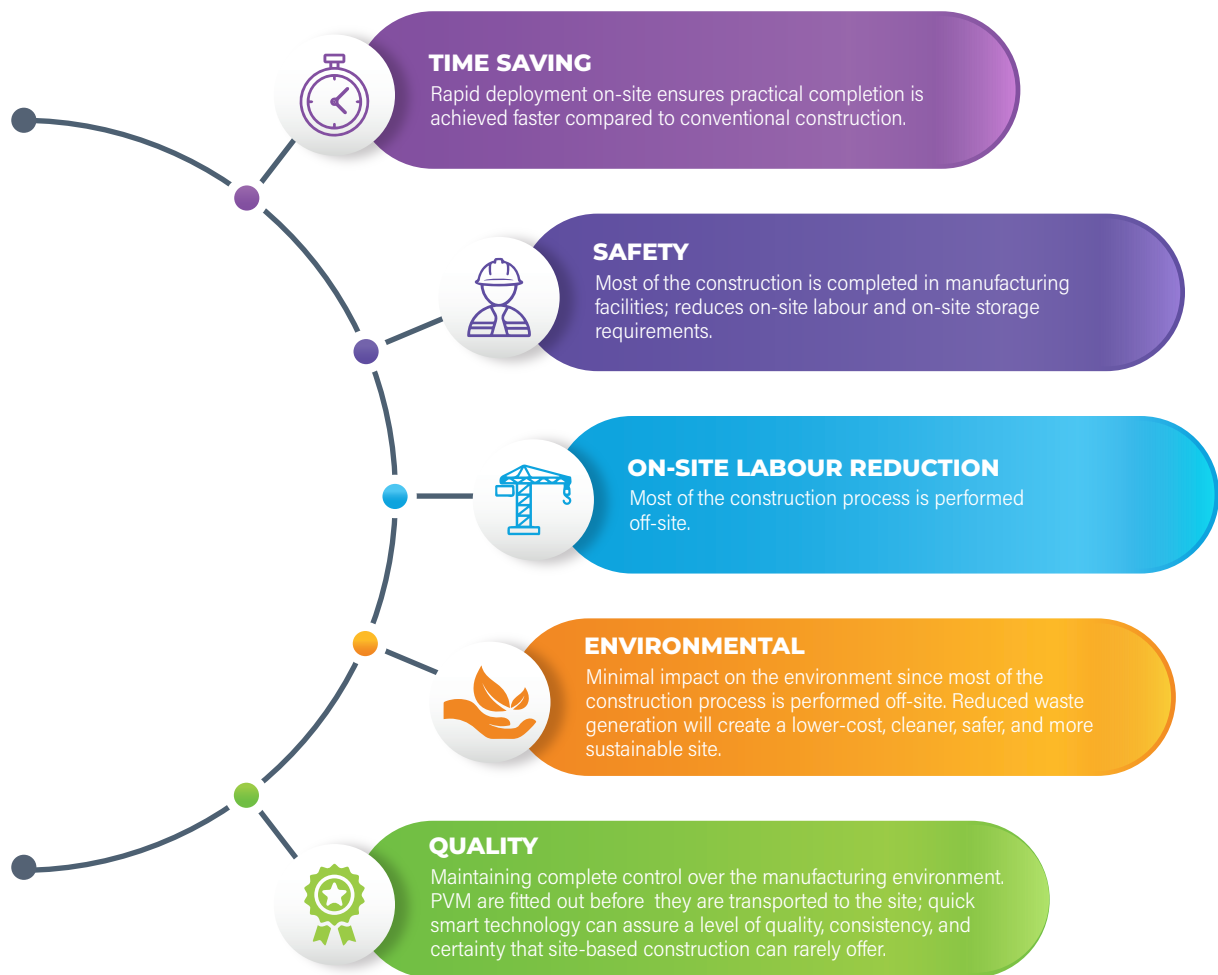 TIME SAVING
Rapid deployment on-site ensures practical completion is
achieved faster compared to conventional construction.
SAFETY
Most of the construction is completed in manufacturing
facilities; reduces on-site labour and on-site storage
requirements.
ON-SITE LABOUR REDUCTION
Most of the construction process is performed
off-site.
ENVIRONMENTAL
Minimal impact on the environment since most of the
construction process is performed off-site. Reduced waste
generation will create a lower-cost, cleaner, safer, and more
sustainable site.
QUALITY
Maintaining complete control over the manufacturing environment.
PVM are fitted out before  they are transported to the site; quick
smart technology can assure a level of quality, consistency, and
certainty that site-based construction can rarely offer.